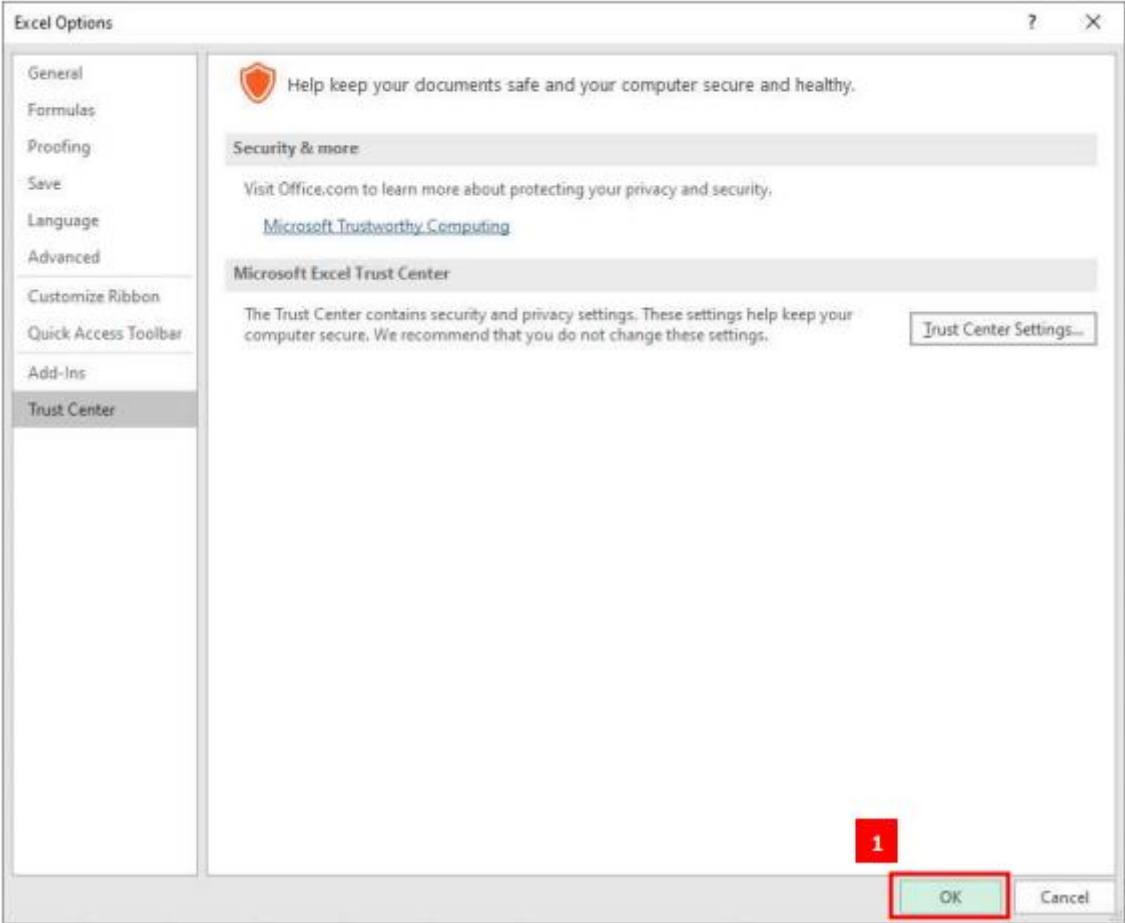 Excel Options
?
General
Formulas
Proofing
Save
Language
Advanced
Customize Ribbon
Quick Access Toolbar
Add-Ins
Trust Center
Help keep your documents safe and your computer secure and healthy.
Security & more
Visit Office.com to learn more about protecting your privacy and security.
Microsoft Trustworthy Computing
Microsoft Excel Trust Center
The Trust Center contains security and privacy settings. These settings help keep your
computer secure. We recommend that you do not change these settings.
Trust Center Settings...
1
OK
Cancel